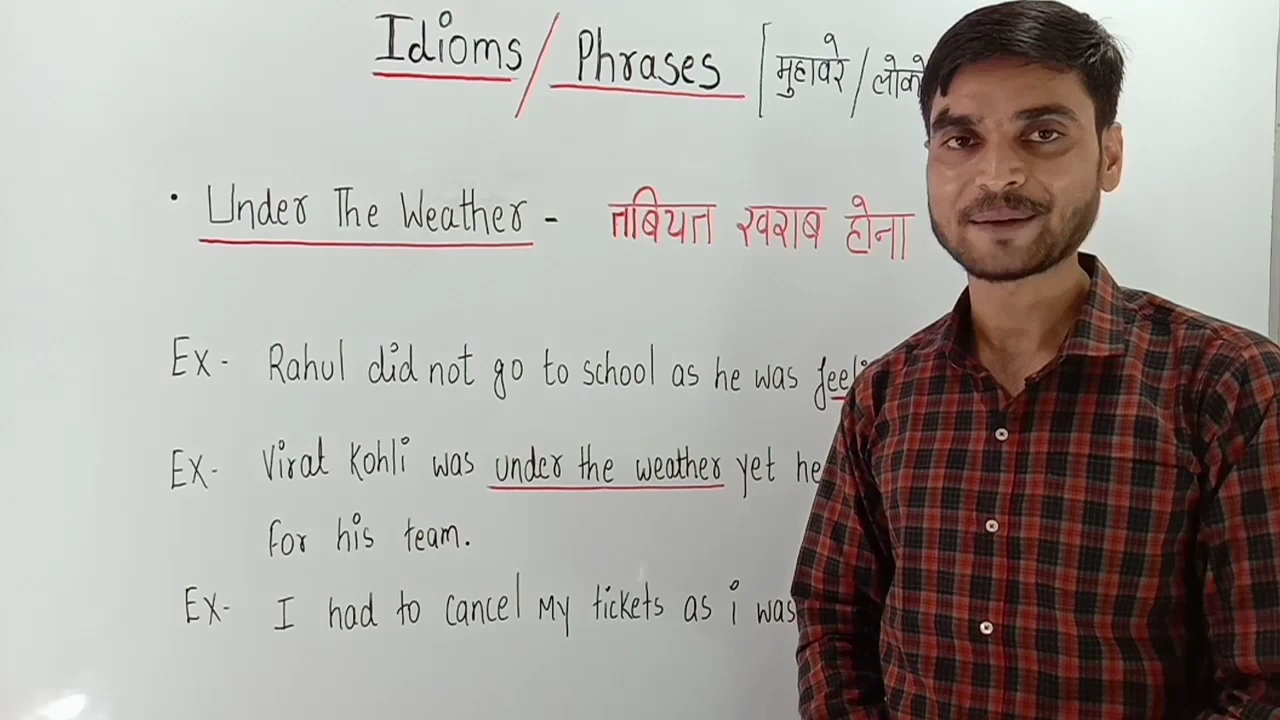 Idioms / Phrases [मुहावरे /
• Under The Weather - तबियत खराब होना
Ex- Rahul did not go to school as he was
Ex- Virat Kohli was under the weather yet he
for his team.
Ex- I had to cancel My tickets as i was